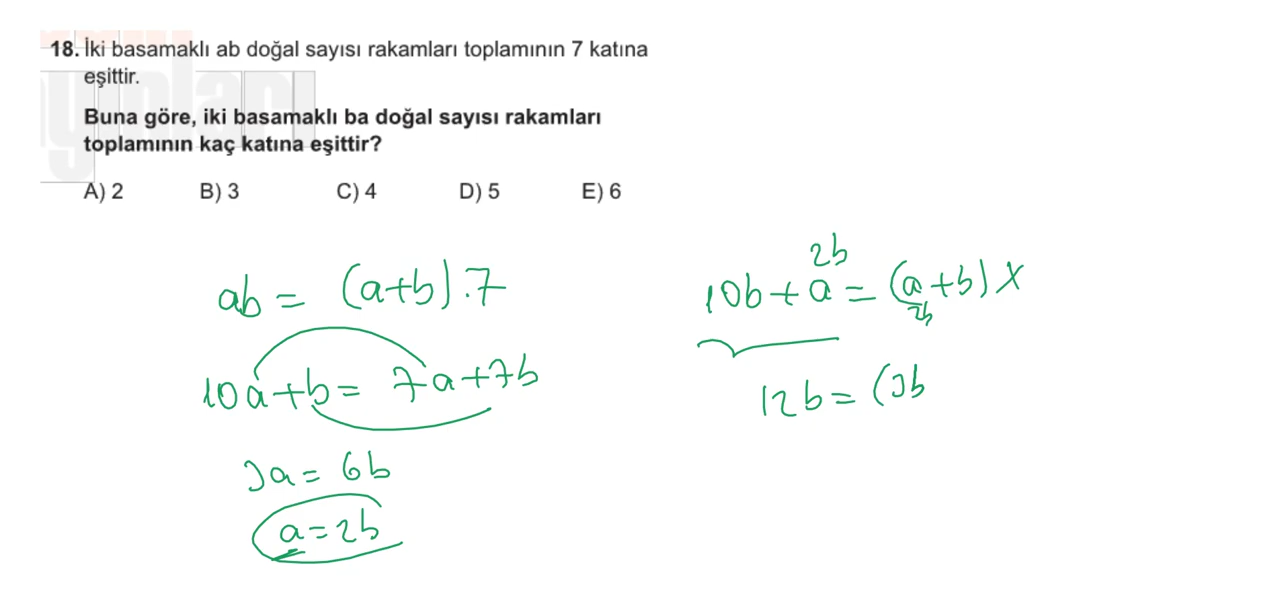 18. İki basamaklı ab doğal sayısı rakamları toplamının 7 katına
eşittir.
Buna göre, iki basamaklı ba doğal sayısı rakamları
toplamının kaç katına eşittir?
A) 2 B) 3 C) 4 D) 5 E) 6
ab = (a+b).7
10a+b= 7a+7b
3a= 6b
a=2b
2b
10b+a=(a+b)x
2b
12b=(3b